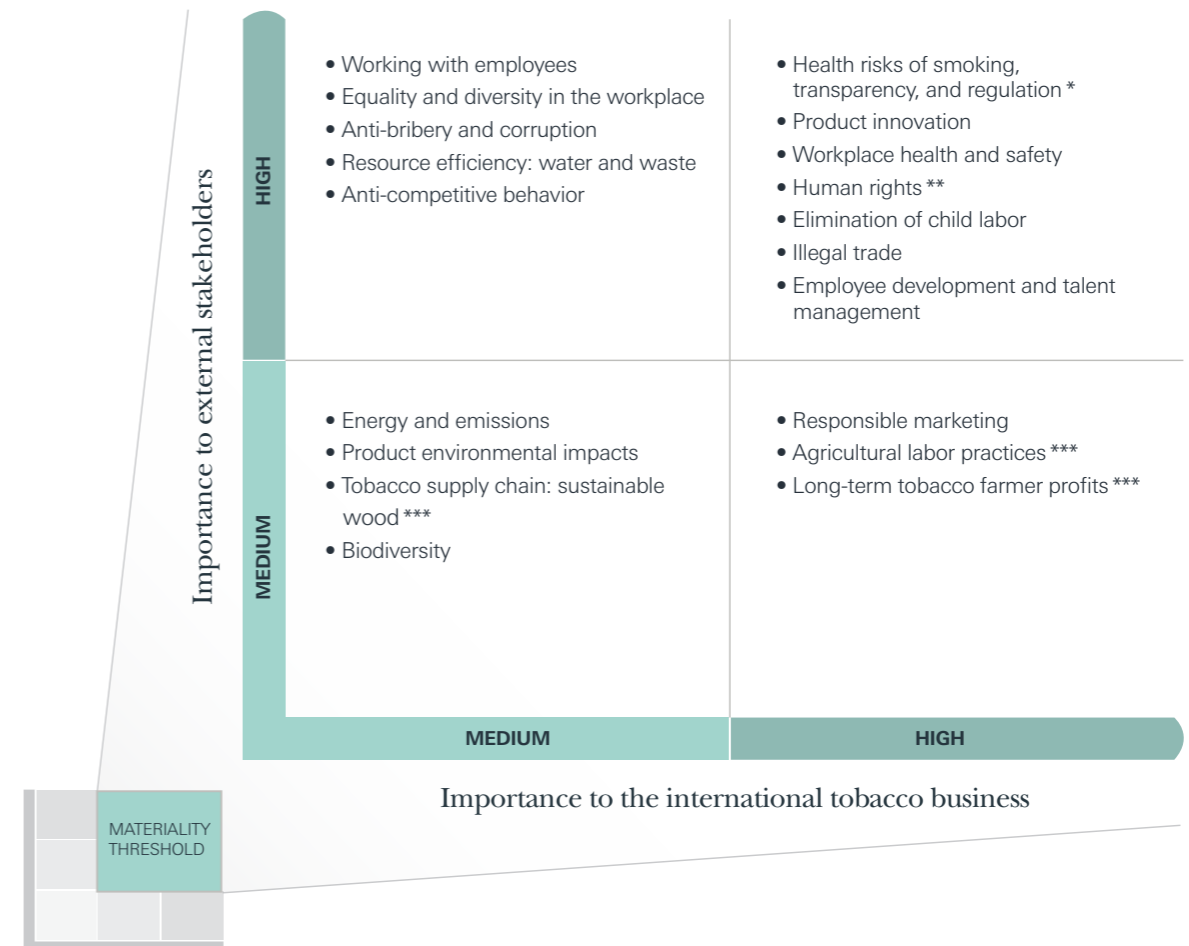 Importance to external stakeholders
HIGH
• Working with employees
• Equality and diversity in the workplace
• Anti-bribery and corruption
• Resource efficiency: water and waste
• Anti-competitive behavior
• Health risks of smoking,
transparency, and regulation *
• Product innovation
• Workplace health and safety
• Human rights **
• Elimination of child labor
• Illegal trade
• Employee development and talent
management
MEDIUM
• Energy and emissions
• Product environmental impacts
• Tobacco supply chain: sustainable
wood ***
• Biodiversity
• Responsible marketing
• Agricultural labor practices ***
• Long-term tobacco farmer profits ***
MEDIUM
HIGH
Importance to the international tobacco business
MATERIALITY
THRESHOLD